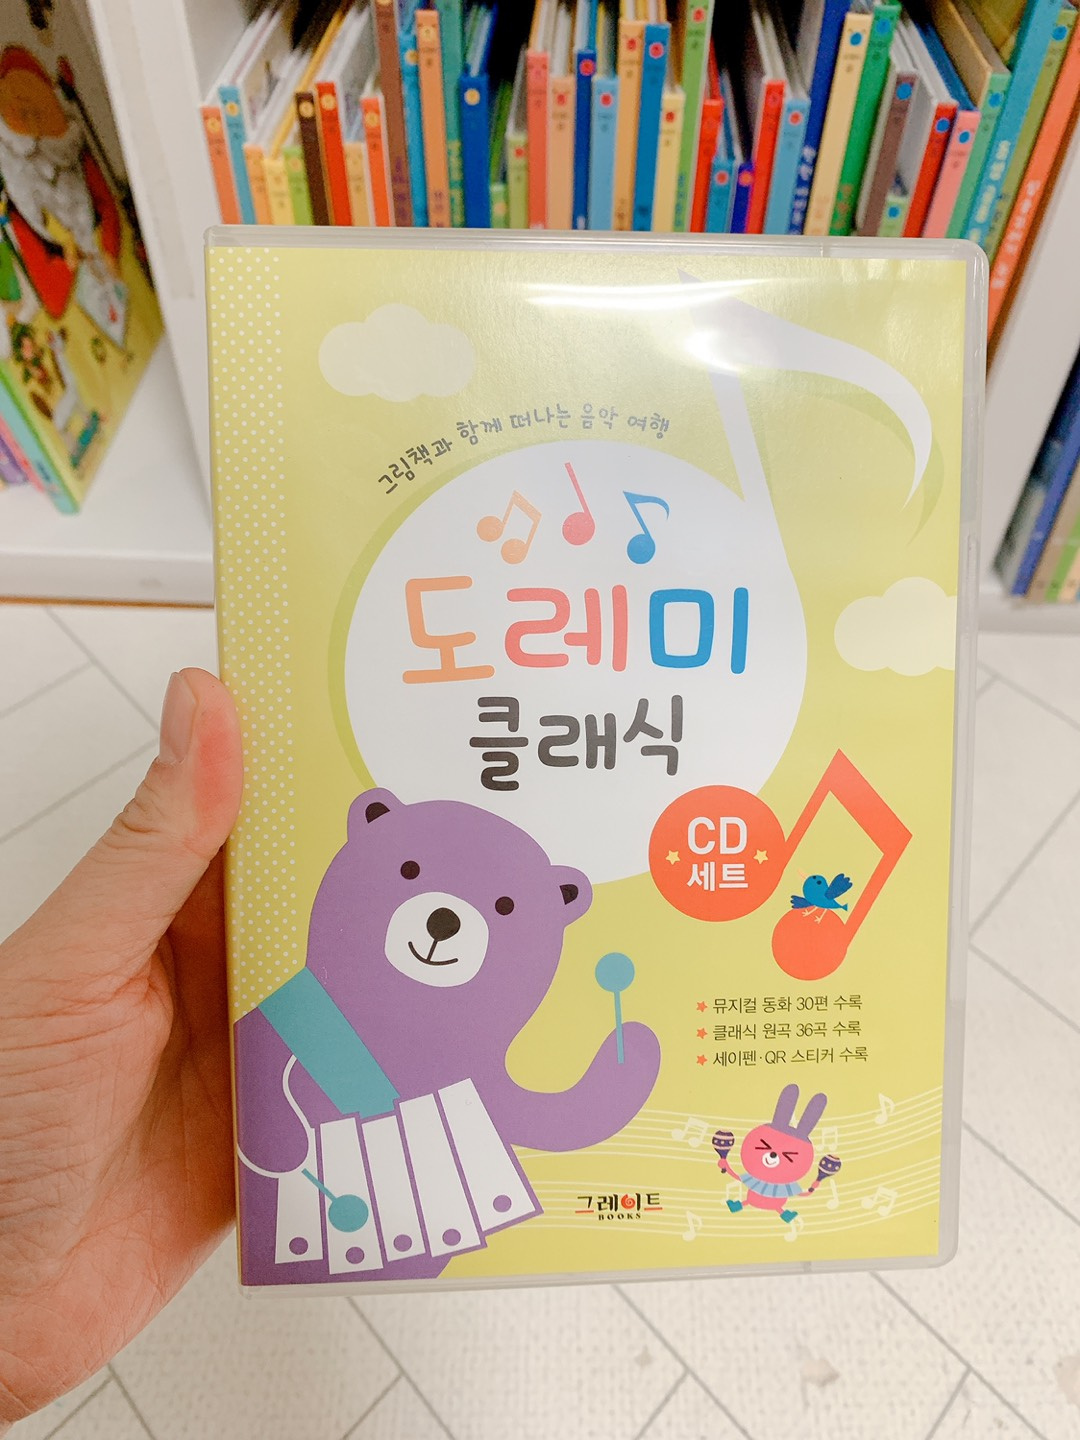 그림책과 함께 떠나는 음악 여행
도레미
클래식
CD
세트
★ 뮤지컬 동화 30편 수록
★ 클래식 원곡 36곡 수록
★ 세이펜·QR 스티커 수록
그레이트
BOOKS